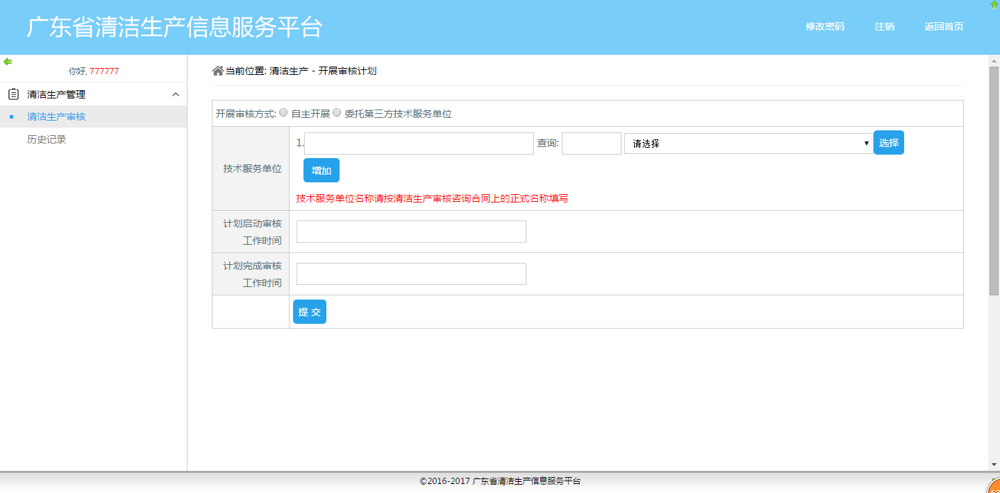 广东省清洁生产信息服务平台
修改密码 注销 返回首页
你好, 777777
清洁生产管理
清洁生产审核
历史记录
当前位置: 清洁生产 - 开展审核计划
开展审核方式: 自主开展 委托第三方技术服务单位
技术服务单位
1. 查询: 请选择 选择
增加
技术服务单位名称请按清洁生产审核咨询合同上的正式名称填写
计划启动审核
工作时间
计划完成审核
工作时间
提 交
©2016-2017 广东省清洁生产信息服务平台